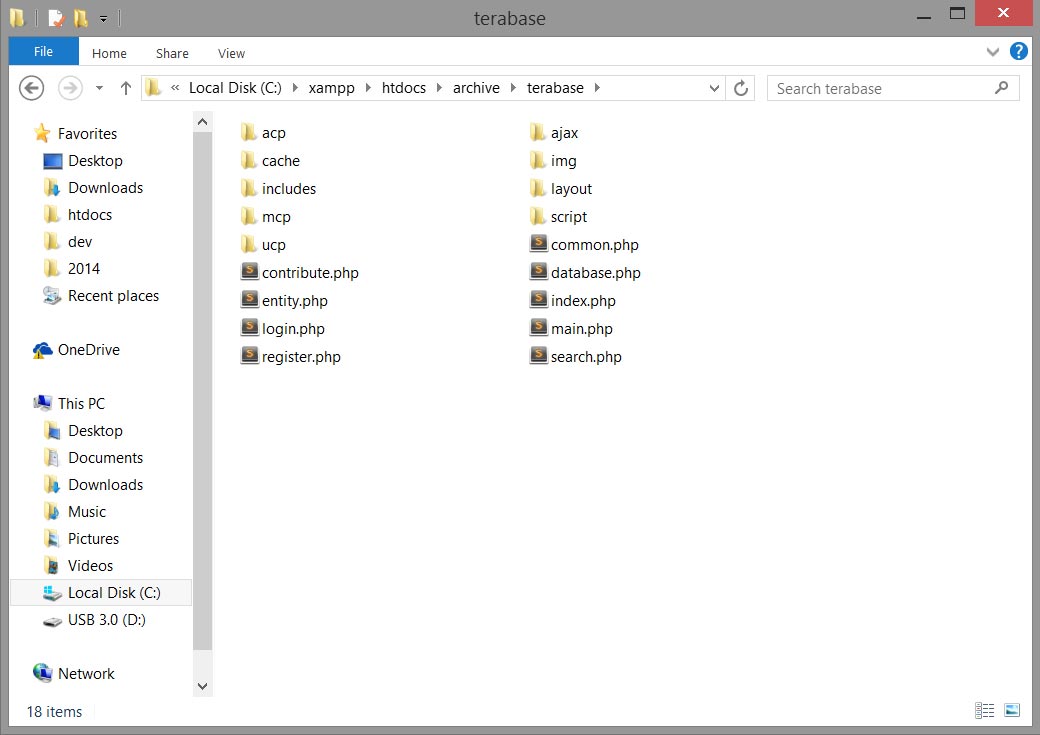 terabase
File Home Share View
« Local Disk (C:) xampp htdocs archive terabase
Search terabase
Favorites
Desktop
Downloads
htdocs
dev
2014
Recent places
OneDrive
This PC
Desktop
Documents
Downloads
Music
Pictures
Videos
Local Disk (C:)
USB 3.0 (D:)
Network
acp ajax
cache img
includes layout
mcp script
ucp common.php
contribute.php database.php
entity.php index.php
login.php main.php
register.php search.php
18 items